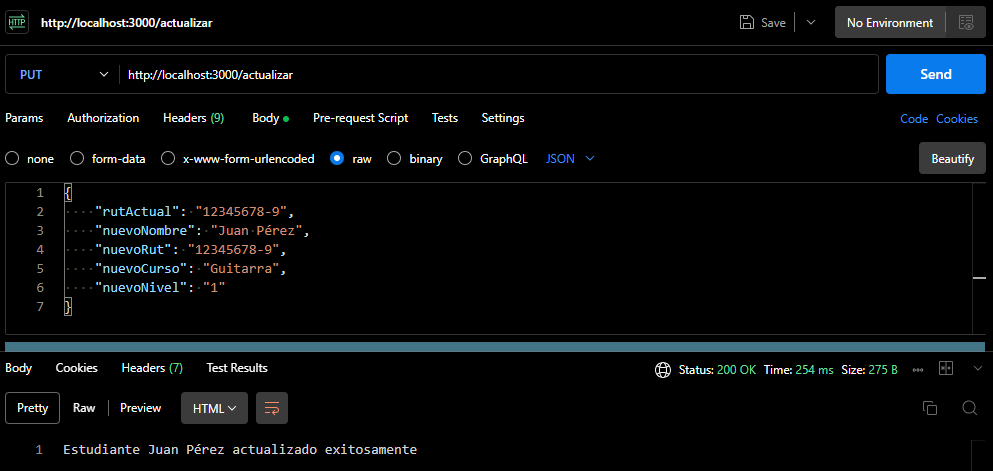 HTTP http://localhost:3000/actualizar Save No Environment
PUT http://localhost:3000/actualizar Send
Params Authorization Headers (9) Body Pre-request Script Tests Settings Code Cookies
none form-data x-www-form-urlencoded raw binary GraphQL JSON Beautify
1 {
2 ····"rutActual":·"12345678-9",
3 ····"nuevoNombre":·"Juan·Pérez",
4 ····"nuevoRut":·"12345678-9",
5 ····"nuevoCurso":·"Guitarra",
6 ····"nuevoNivel":·"1"
7 }
Body Cookies Headers (7) Test Results Status: 200 OK Time: 254 ms Size: 275 B
Pretty Raw Preview HTML
1 Estudiante Juan Pérez actualizado exitosamente